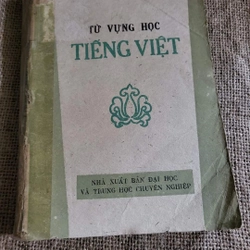 TỪ VỰNG HỌC
TIẾNG VIỆT
NHÀ XUẤT BẢN ĐẠI HỌC
VÀ TRUNG HỌC CHUYÊN NGHIỆP